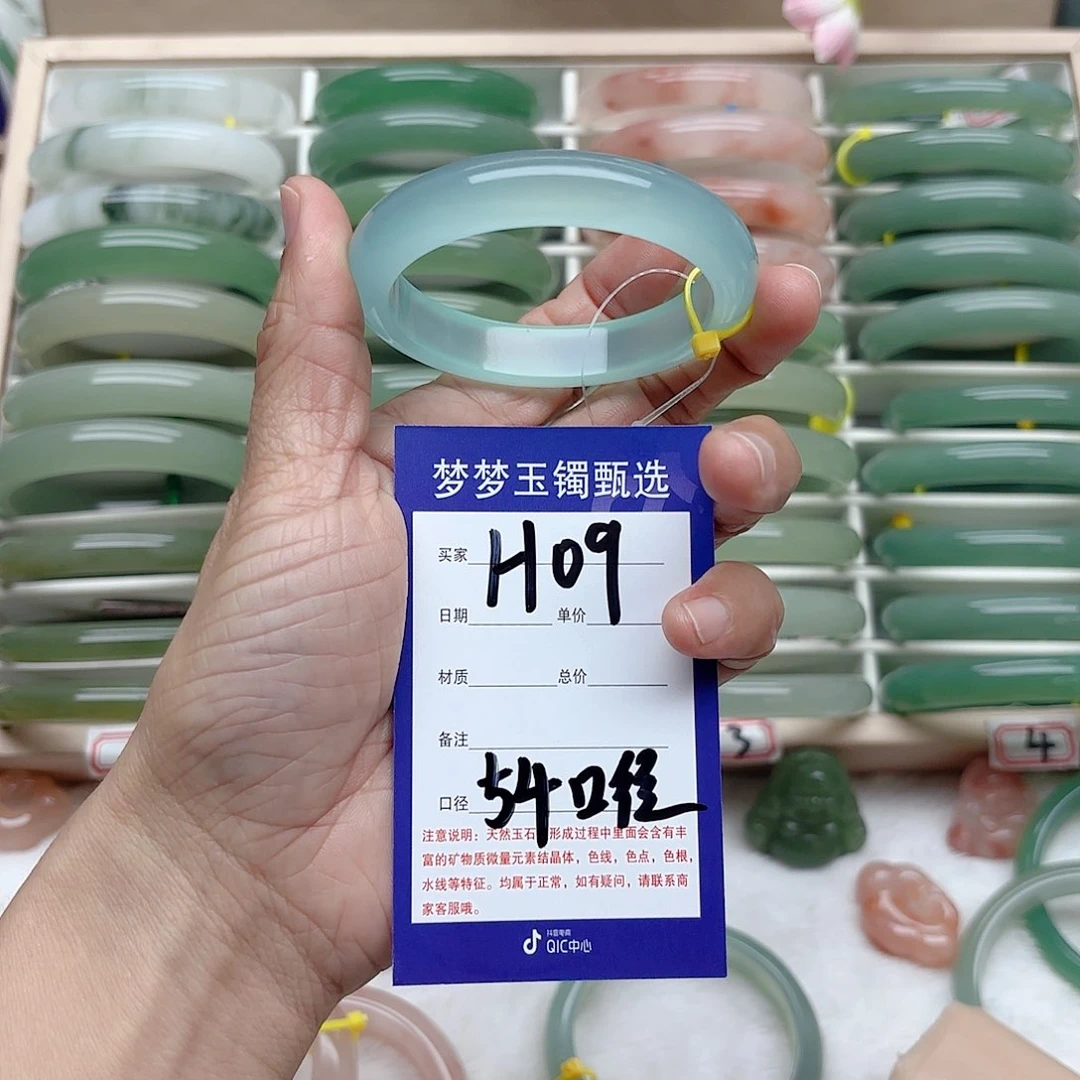 梦梦玉镯甄选
买家 H09
日期 单价
材质 总价
备注
口径 54口径
注意说明：天然玉石形成过程中里面会含有丰
富的矿物质微量元素结晶体，色线，色点，色根，
水线等特征。均属于正常，如有疑问，请联系商
家客服哦。
抖音电商
QIC中心
3
4